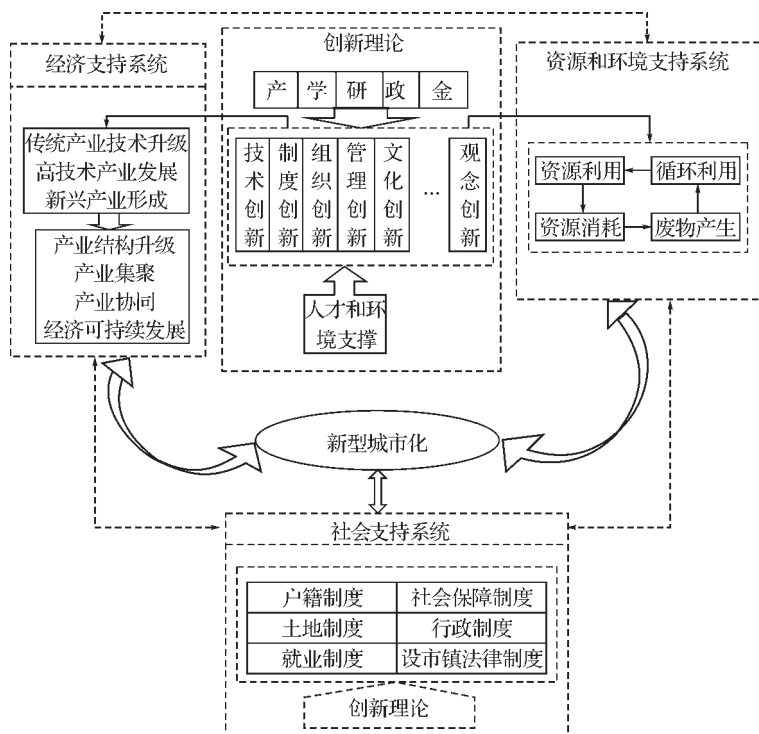 创新理论
经济支持系统
资源和环境支持系统
产 学 研 政 金
传统产业技术升级
高技术产业发展
新兴产业形成
产业结构升级
产业集聚
产业协同
经济可持续发展
技术创新
制度创新
组织创新
管理创新
文化创新
…
观念创新
人才和环
境支撑
资源利用
循环利用
资源消耗
废物产生
新型城市化
社会支持系统
户籍制度
社会保障制度
土地制度
行政制度
就业制度
设市镇法律制度
创新理论